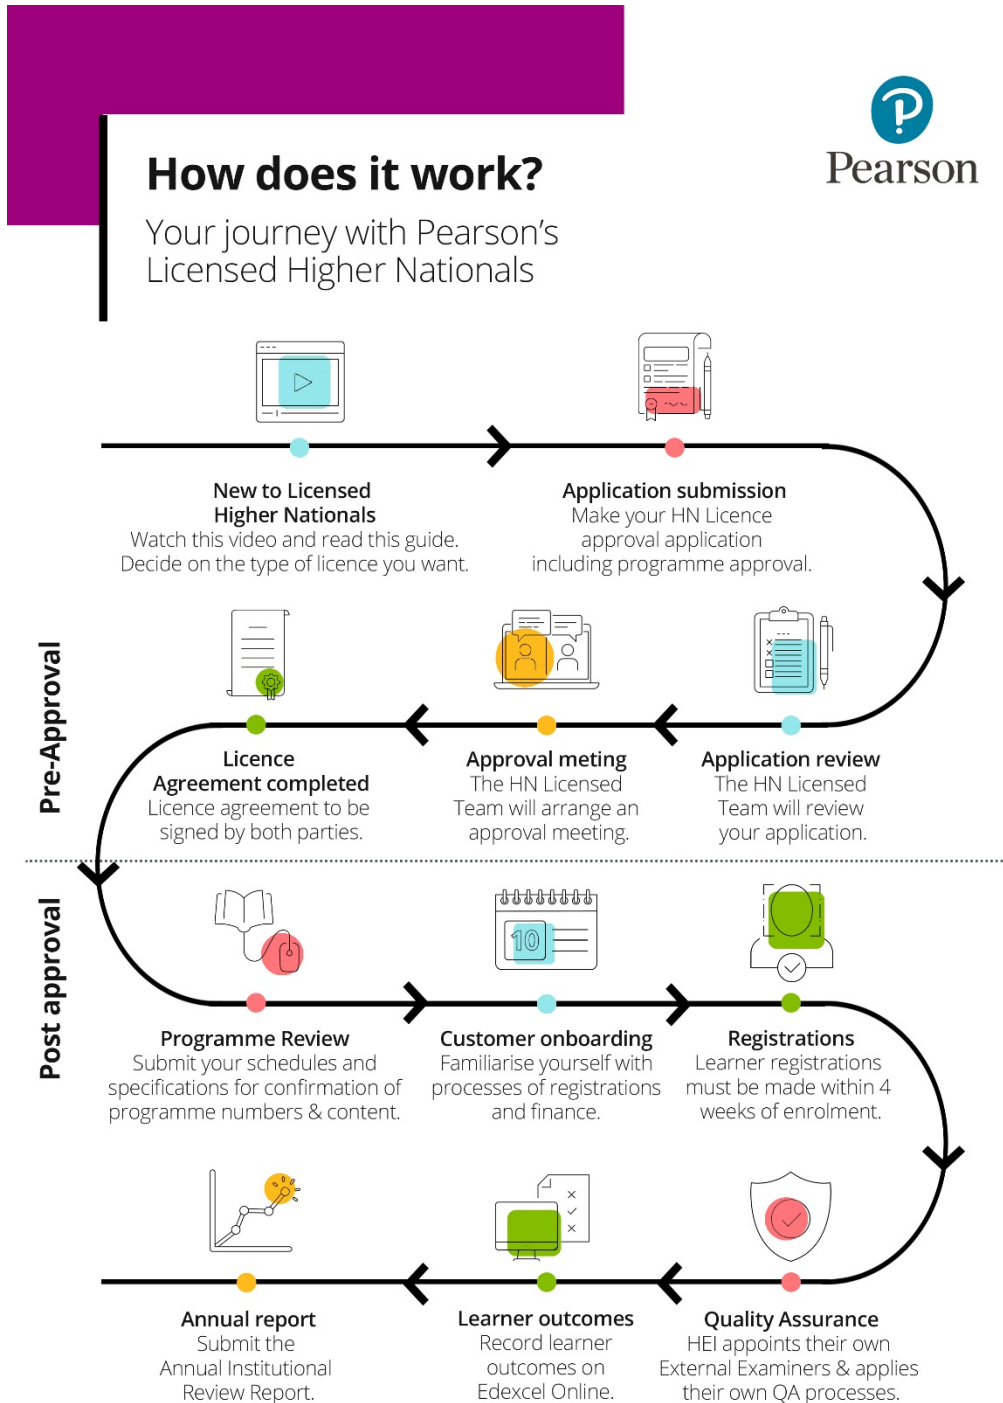 Pearson
How does it work?
Your journey with Pearson's
Licensed Higher Nationals
New to Licensed
Higher Nationals
Watch this video and read this guide.
Decide on the type of licence you want.
Application submission
Make your HN Licence
approval application
including programme approval.
Pre-Approval
Application review
The HN Licensed
Team will review
your application.
Approval meting
The HN Licensed
Team will arrange an
approval meeting.
Licence
Agreement completed
Licence agreement to be
signed by both parties.
Post approval
Programme Review
Submit your schedules and
specifications for confirmation of
programme numbers & content.
10
Customer onboarding
Familiarise yourself with
processes of registrations
and finance.
Registrations
Learner registrations
must be made within 4
weeks of enrolment.
Quality Assurance
HEI appoints their own
External Examiners & applies
their own QA processes.
Learner outcomes
Record learner
outcomes on
Edexcel Online.
Annual report
Submit the
Annual Institutional
Review Report.